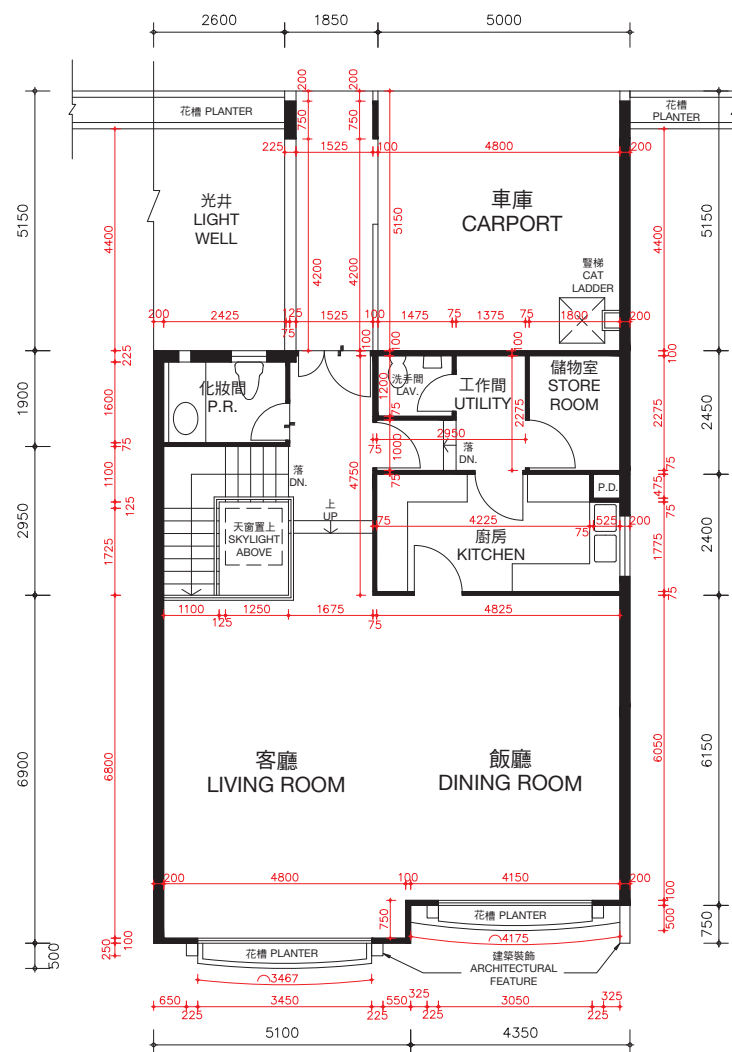 2600
1850
5000
花槽 PLANTER
花槽
PLANTER
200
200
750
750
225
1525
100
4800
200
光井
LIGHT
WELL
車庫
CARPORT
豎梯
CAT
LADDER
5150
4400
4200
4200
5150
4400
5150
200
2425
125
75
1525
100
1475
75
1375
75
1800
200
225
100
100
100
100
化妝間
P.R.
洗手間
LAV.
工作間
UTILITY
儲物室
STORE
ROOM
1900
1600
1200
75
2275
2275
2450
75
2950
75
1000
75
落
DN.
落
DN.
75
1100
125
4750
475
75
P.D.
上
UP
天窗置上
SKYLIGHT
ABOVE
75
4225
75
525
200
廚房
KITCHEN
2950
1725
1775
2400
75
1100
125
1250
1675
75
4825
客廳
LIVING ROOM
飯廳
DINING ROOM
6900
6800
6050
6150
200
4800
100
4150
200
750
100
500
750
花槽 PLANTER
4175
500
250
100
花槽 PLANTER
3467
建築裝飾
ARCHITECTURAL
FEATURE
650
225
3450
225
550
325
225
3050
225
325
5100
4350